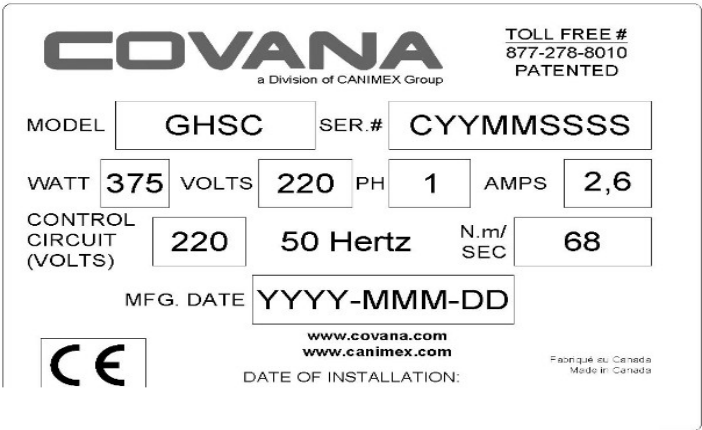 COVANA
a Division of CANIMEX Group
TOLL FREE #
877-278-8010
PATENTED
MODEL GHSC SER.# CYYMMSSSS
WATT 375 VOLTS 220 PH 1 AMPS 2,6
CONTROL CIRCUIT (VOLTS) 220 50 Hertz N.m/ SEC 68
MFG. DATE YYYY-MMM-DD
www.covana.com
www.canimex.com
CE
Fabriqué au Canada
Made in Canada
DATE OF INSTALLATION: